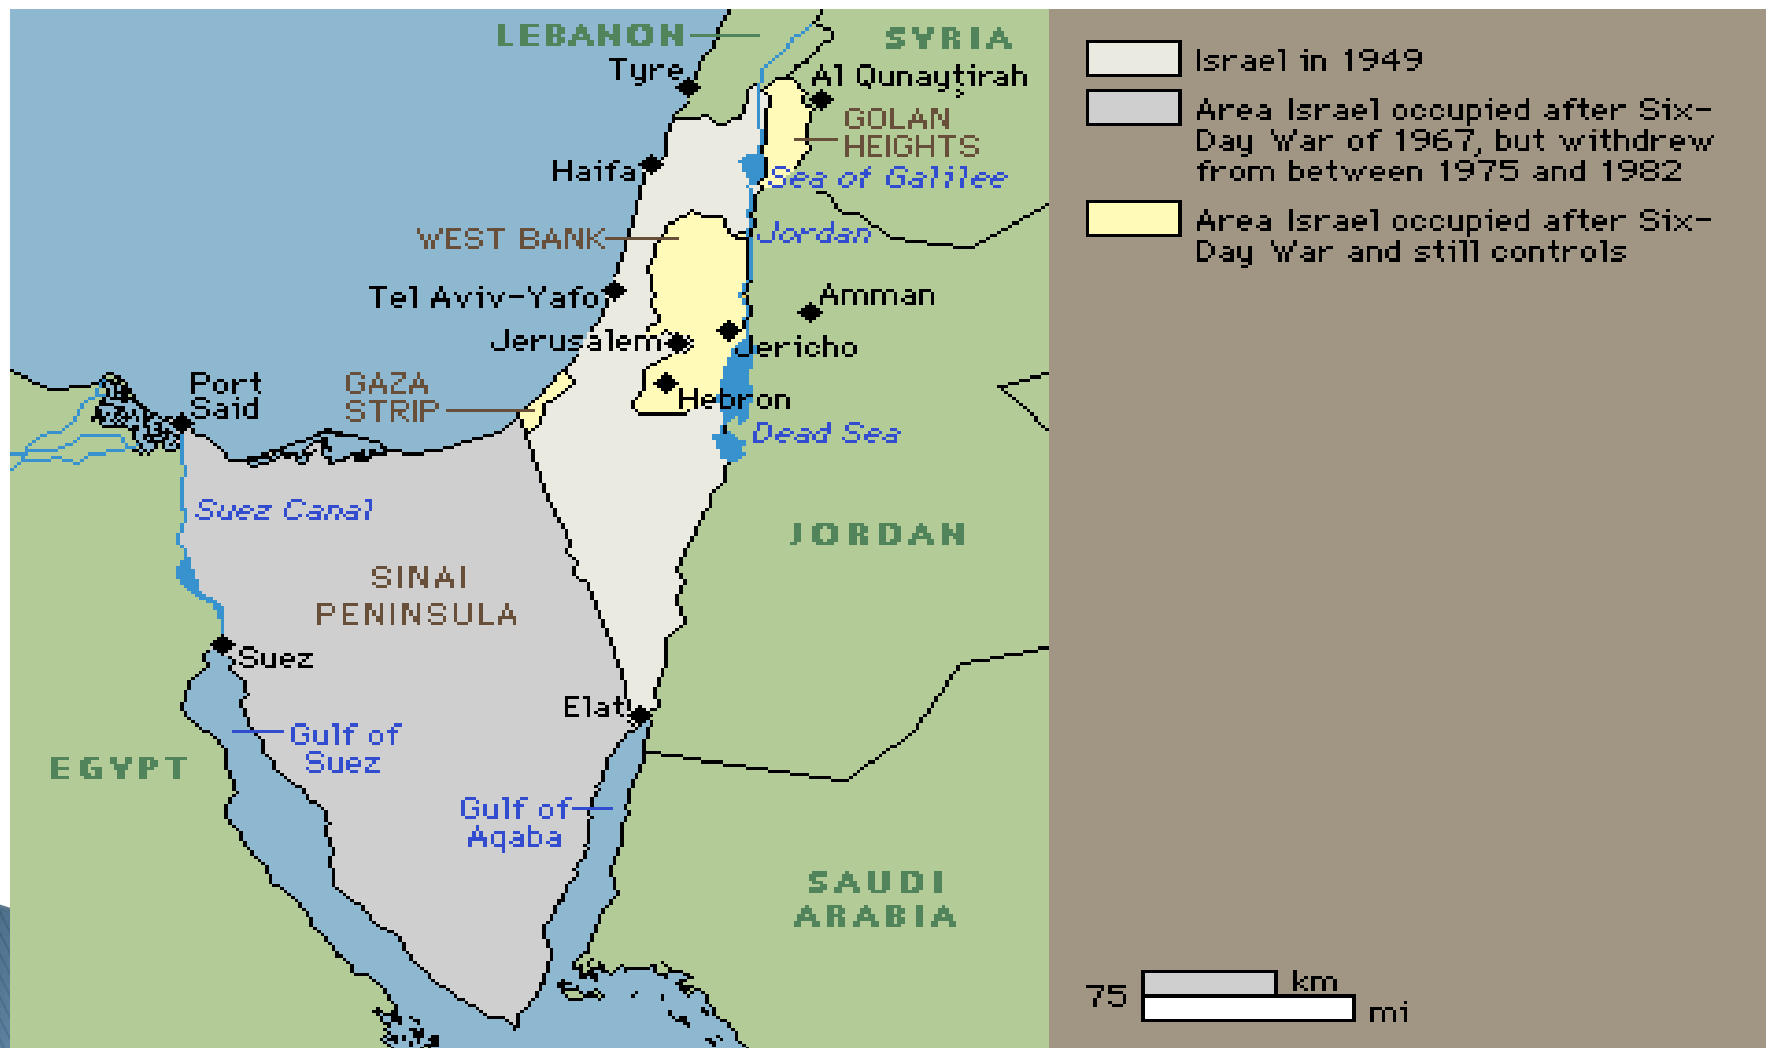 LEBANON
SYRIA
Tyre
Al Qunaytirah
GOLAN
HEIGHTS
Haifa
Sea of Galilee
WEST BANK
Jordan
Tel Aviv-Yafo
Amman
Jerusalem
Jericho
Port
Said
GAZA
STRIP
Hebron
Dead Sea
Suez Canal
JORDAN
SINAI
PENINSULA
Suez
Elat
Gulf of
Suez
EGYPT
Gulf of
Aqaba
SAUDI
ARABIA
Israel in 1949
Area Israel occupied after Six-
Day War of 1967, but withdrew
from between 1975 and 1982
Area Israel occupied after Six-
Day War and still controls
75 km
mi